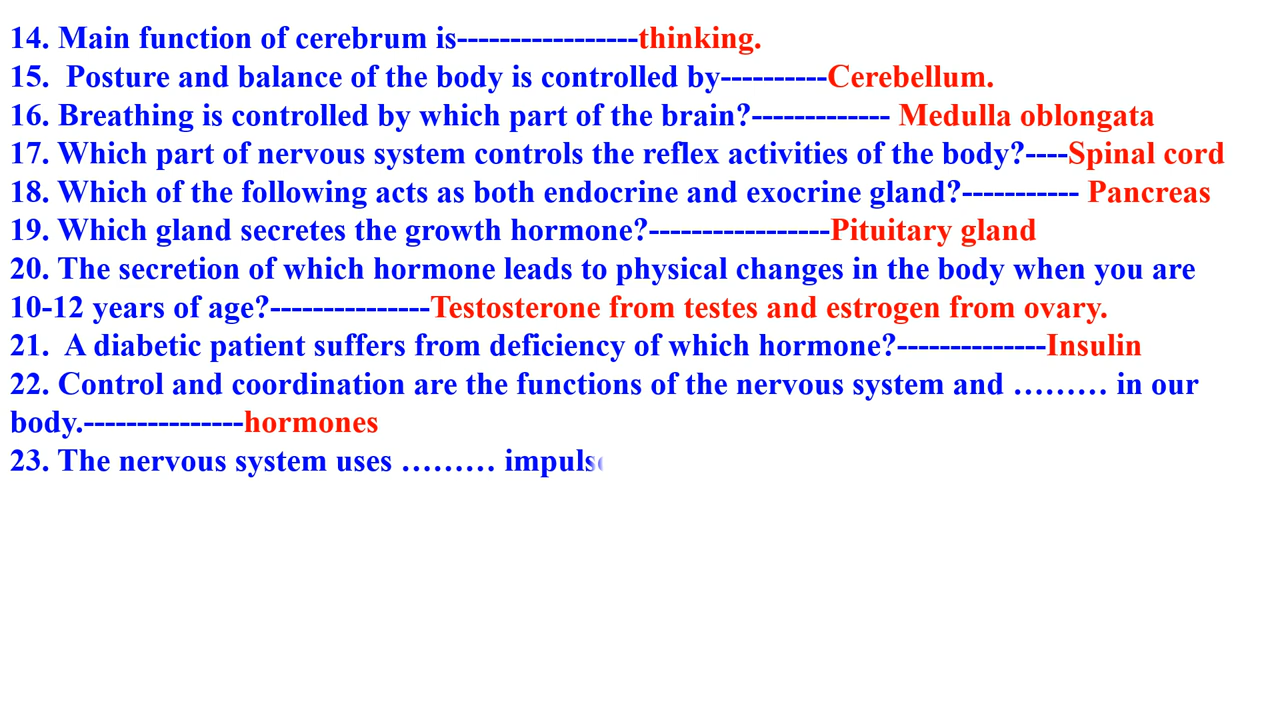 14. Main function of cerebrum is-----------------thinking.
15.  Posture and balance of the body is controlled by----------Cerebellum.
16. Breathing is controlled by which part of the brain?------------- Medulla oblongata
17. Which part of nervous system controls the reflex activities of the body?----Spinal cord
18. Which of the following acts as both endocrine and exocrine gland?----------- Pancreas
19. Which gland secretes the growth hormone?-----------------Pituitary gland
20. The secretion of which hormone leads to physical changes in the body when you are
10-12 years of age?---------------Testosterone from testes and estrogen from ovary.
21.  A diabetic patient suffers from deficiency of which hormone?--------------Insulin
22. Control and coordination are the functions of the nervous system and ……… in our
body.---------------hormones
23. The nervous system uses ……… impuls